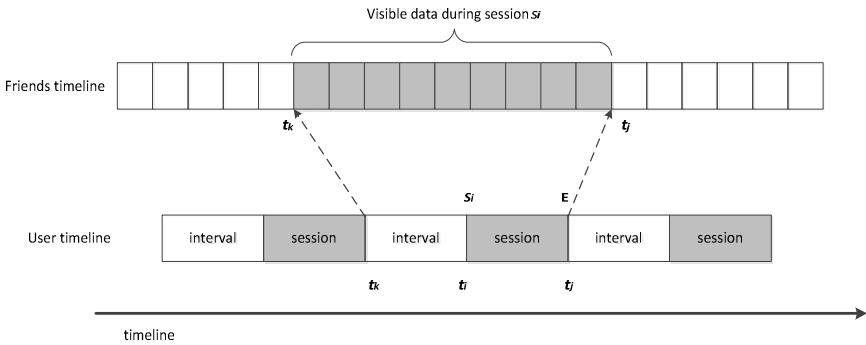 Visible data during session Si
Friends timeline
tk tj
Si E
User timeline interval session interval session interval session
tk ti tj
timeline